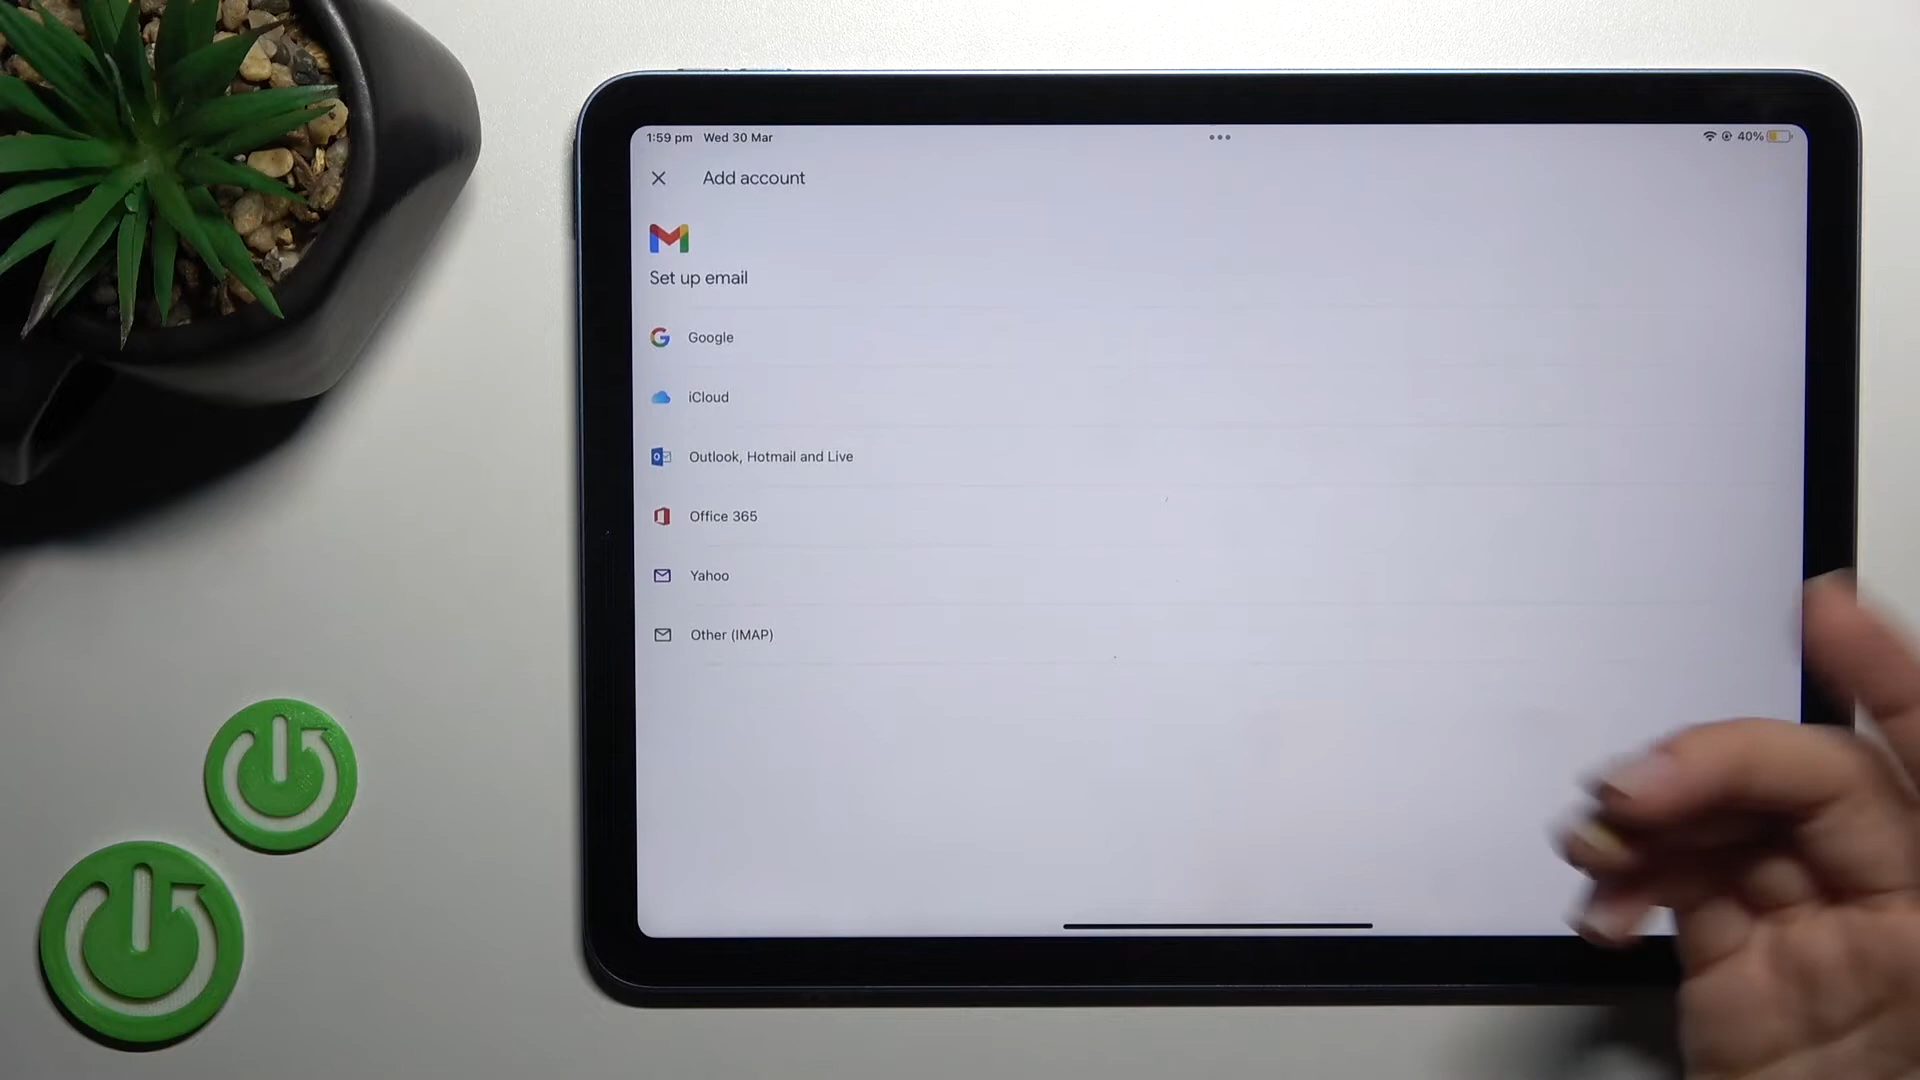 1:59 pm Wed 30 Mar
40%
Add account
Set up email
Google
iCloud
Outlook, Hotmail and Live
Office 365
Yahoo
Other (IMAP)